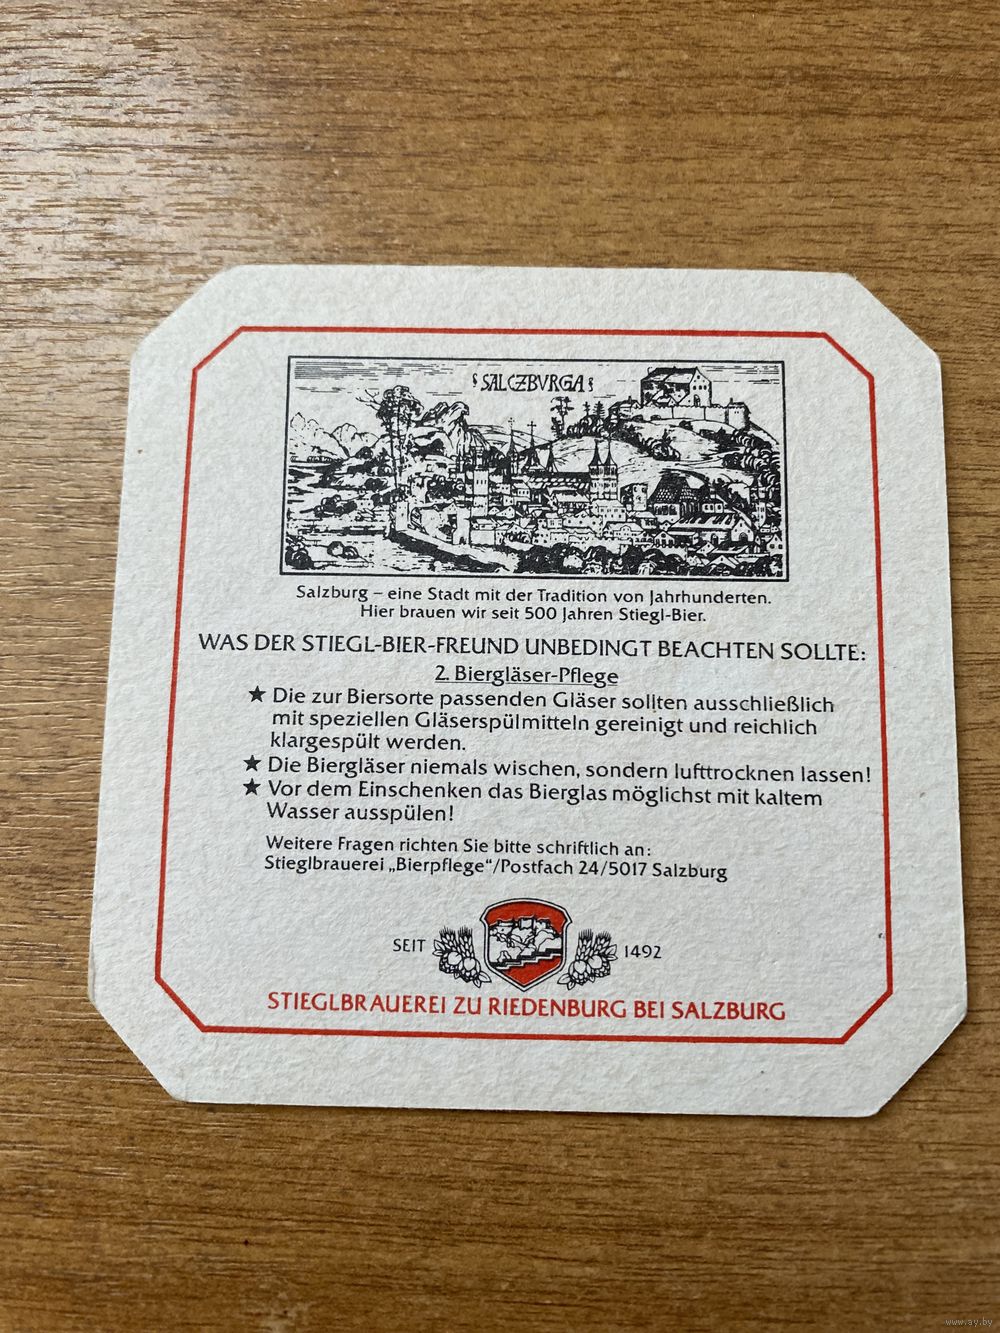 SALCZBVRGA
Salzburg – eine Stadt mit der Tradition von Jahrhunderten.
Hier brauen wir seit 500 Jahren Stiegl-Bier.
WAS DER STIEGL-BIER-FREUND UNBEDINGT BEACHTEN SOLLTE:
2. Biergläser-Pflege
★ Die zur Biersorte passenden Gläser sollten ausschließlich
mit speziellen Gläserspülmitteln gereinigt und reichlich
klargespült werden.
★ Die Biergläser niemals wischen, sondern lufttrocknen lassen!
★ Vor dem Einschenken das Bierglas möglichst mit kaltem
Wasser ausspülen!
Weitere Fragen richten Sie bitte schriftlich an:
Stieglbrauerei „Bierpflege“/Postfach 24/5017 Salzburg
SEIT 1492
STIEGLBRAUEREI ZU RIEDENBURG BEI SALZBURG
www.ay.by